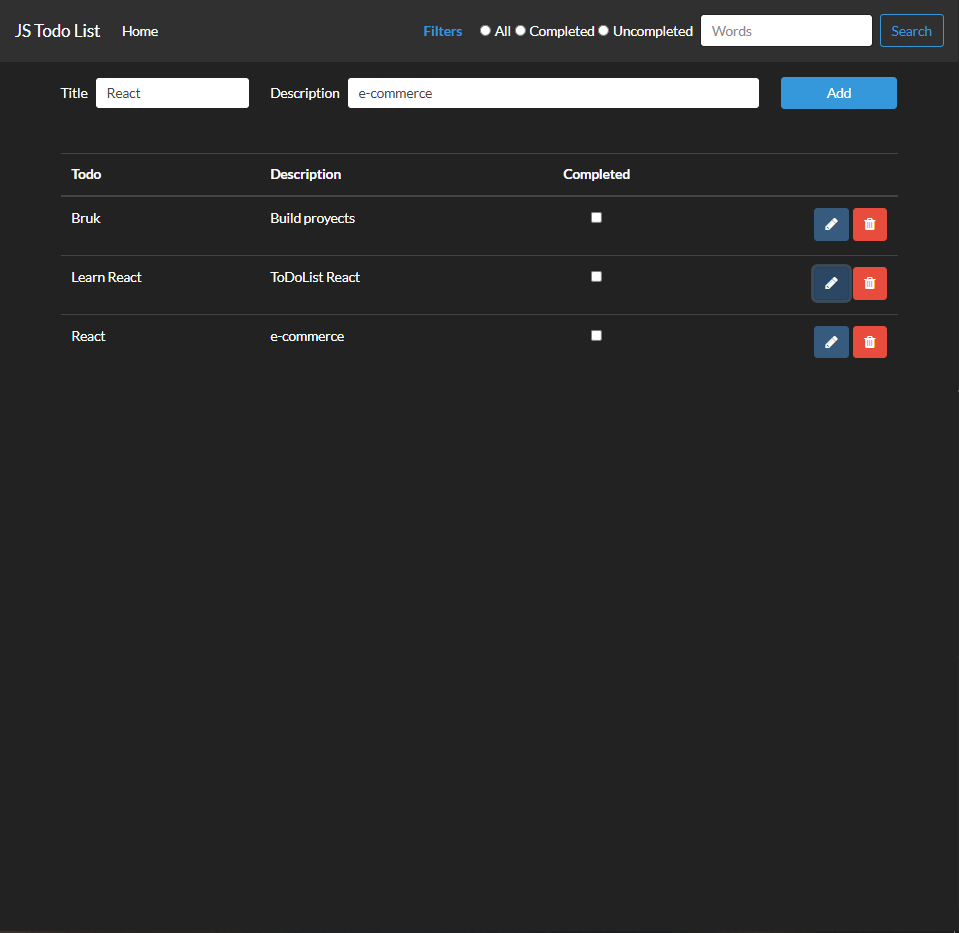 JS Todo List Home Filters All Completed Uncompleted Words Search
Title React Description e-commerce Add
Todo Description Completed
Bruk Build proyects
Learn React ToDoList React
React e-commerce